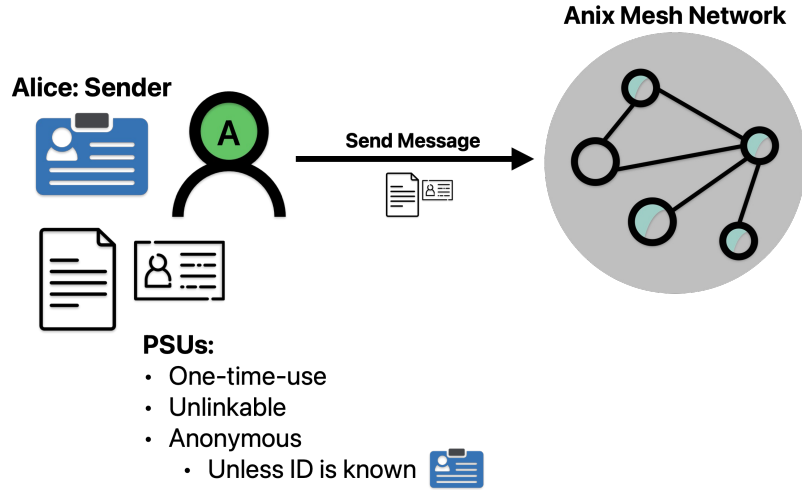 Anix Mesh Network
Alice: Sender
A
Send Message
PSUs:
• One-time-use
• Unlinkable
• Anonymous
• Unless ID is known